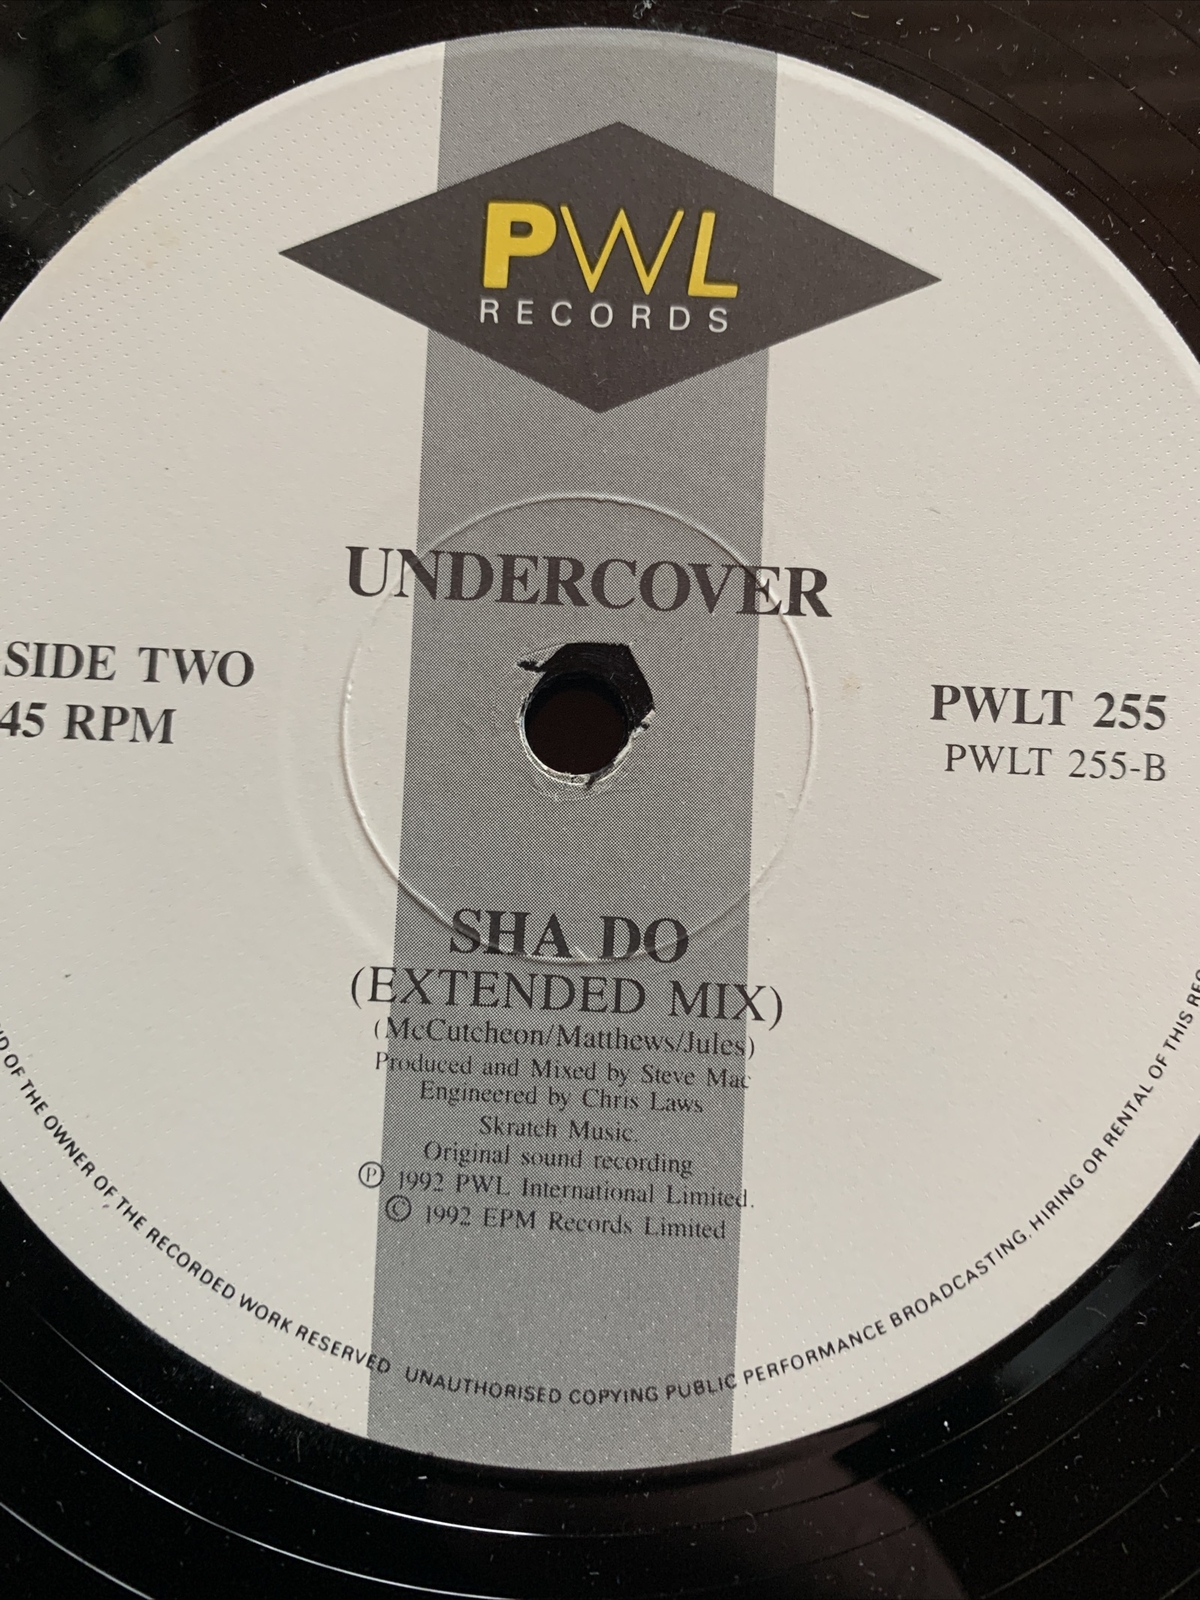 PWL
RECORDS
UNDERCOVER
SIDE TWO
45 RPM
PWLT 255
PWLT 255-B
SHA DO
(EXTENDED MIX)
(McCutcheon/Matthews/Jules)
Produced and Mixed by Steve Mac
Engineered by Chris Laws
Skratch Music.
Original sound recording
Ⓟ 1992 PWL International Limited.
© 1992 EPM Records Limited
OF THE OWNER OF THE RECORDED WORK RESERVED UNAUTHORISED COPYING PUBLIC PERFORMANCE BROADCASTING, HIRING OR RENTAL OF THIS